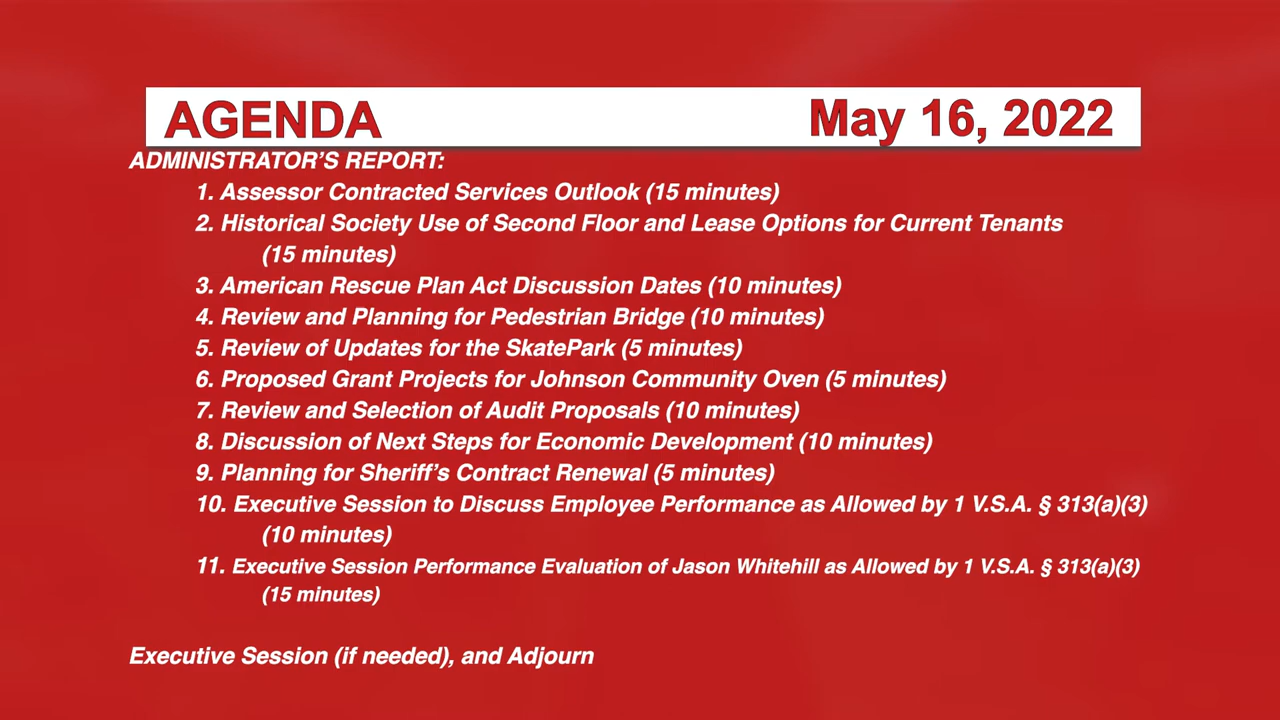 AGENDA May 16, 2022
ADMINISTRATOR'S REPORT:
1. Assessor Contracted Services Outlook (15 minutes)
2. Historical Society Use of Second Floor and Lease Options for Current Tenants
(15 minutes)
3. American Rescue Plan Act Discussion Dates (10 minutes)
4. Review and Planning for Pedestrian Bridge (10 minutes)
5. Review of Updates for the SkatePark (5 minutes)
6. Proposed Grant Projects for Johnson Community Oven (5 minutes)
7. Review and Selection of Audit Proposals (10 minutes)
8. Discussion of Next Steps for Economic Development (10 minutes)
9. Planning for Sheriff's Contract Renewal (5 minutes)
10. Executive Session to Discuss Employee Performance as Allowed by 1 V.S.A. § 313(a)(3)
(10 minutes)
11. Executive Session Performance Evaluation of Jason Whitehill as Allowed by 1 V.S.A. § 313(a)(3)
(15 minutes)
Executive Session (if needed), and Adjourn